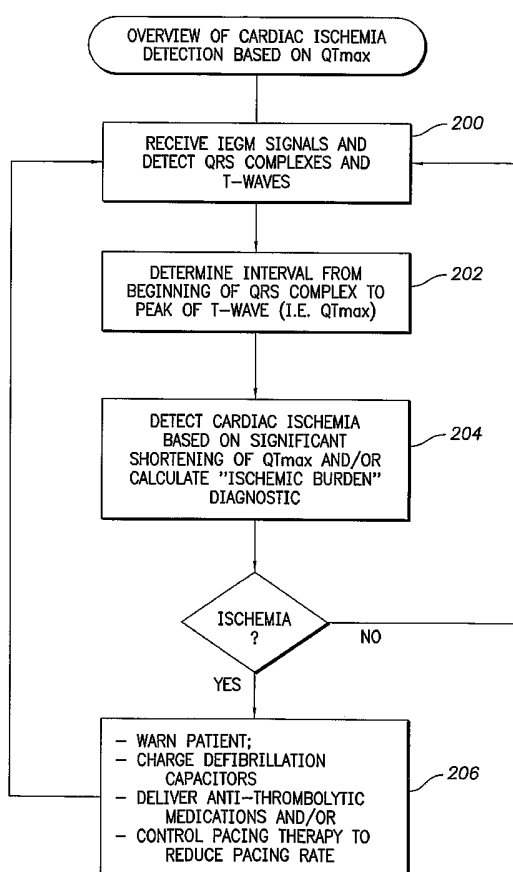 OVERVIEW OF CARDIAC ISCHEMIA
DETECTION BASED ON QTmax
200
RECEIVE IEGM SIGNALS AND
DETECT QRS COMPLEXES AND
T-WAVES
202
DETERMINE INTERVAL FROM
BEGINNING OF QRS COMPLEX TO
PEAK OF T-WAVE (I.E. QTmax)
204
DETECT CARDIAC ISCHEMIA
BASED ON SIGNIFICANT
SHORTENING OF QTmax AND/OR
CALCULATE "ISCHEMIC BURDEN"
DIAGNOSTIC
ISCHEMIA
?
NO
YES
206
– WARN PATIENT;
– CHARGE DEFIBRILLATION
CAPACITORS
– DELIVER ANTI-THROMBOLYTIC
MEDICATIONS AND/OR
– CONTROL PACING THERAPY TO
REDUCE PACING RATE